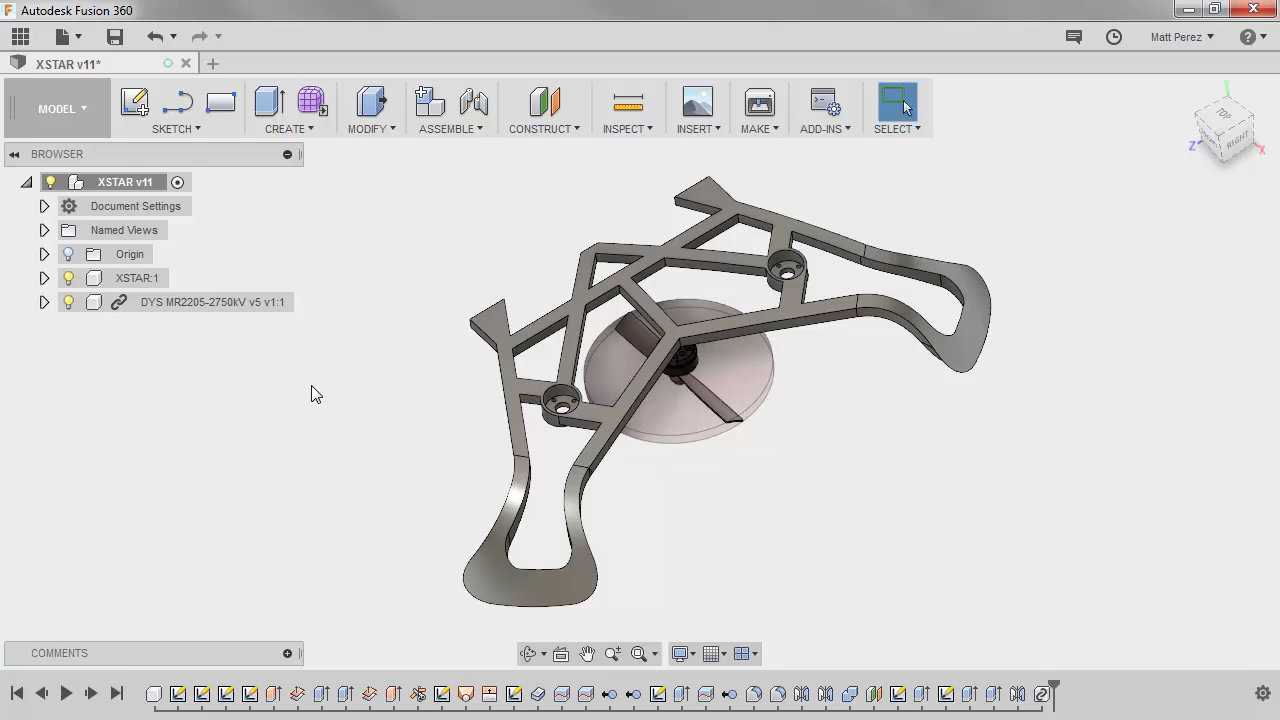 Autodesk Fusion 360
Matt Perez
XSTAR v11*
MODEL
SKETCH
CREATE
MODIFY
ASSEMBLE
CONSTRUCT
INSPECT
INSERT
MAKE
ADD-INS
SELECT
Y
TOP
RIGHT
Z
X
BROWSER
XSTAR v11
Document Settings
Named Views
Origin
XSTAR:1
DYS MR2205-2750kV v5 v1:1
COMMENTS